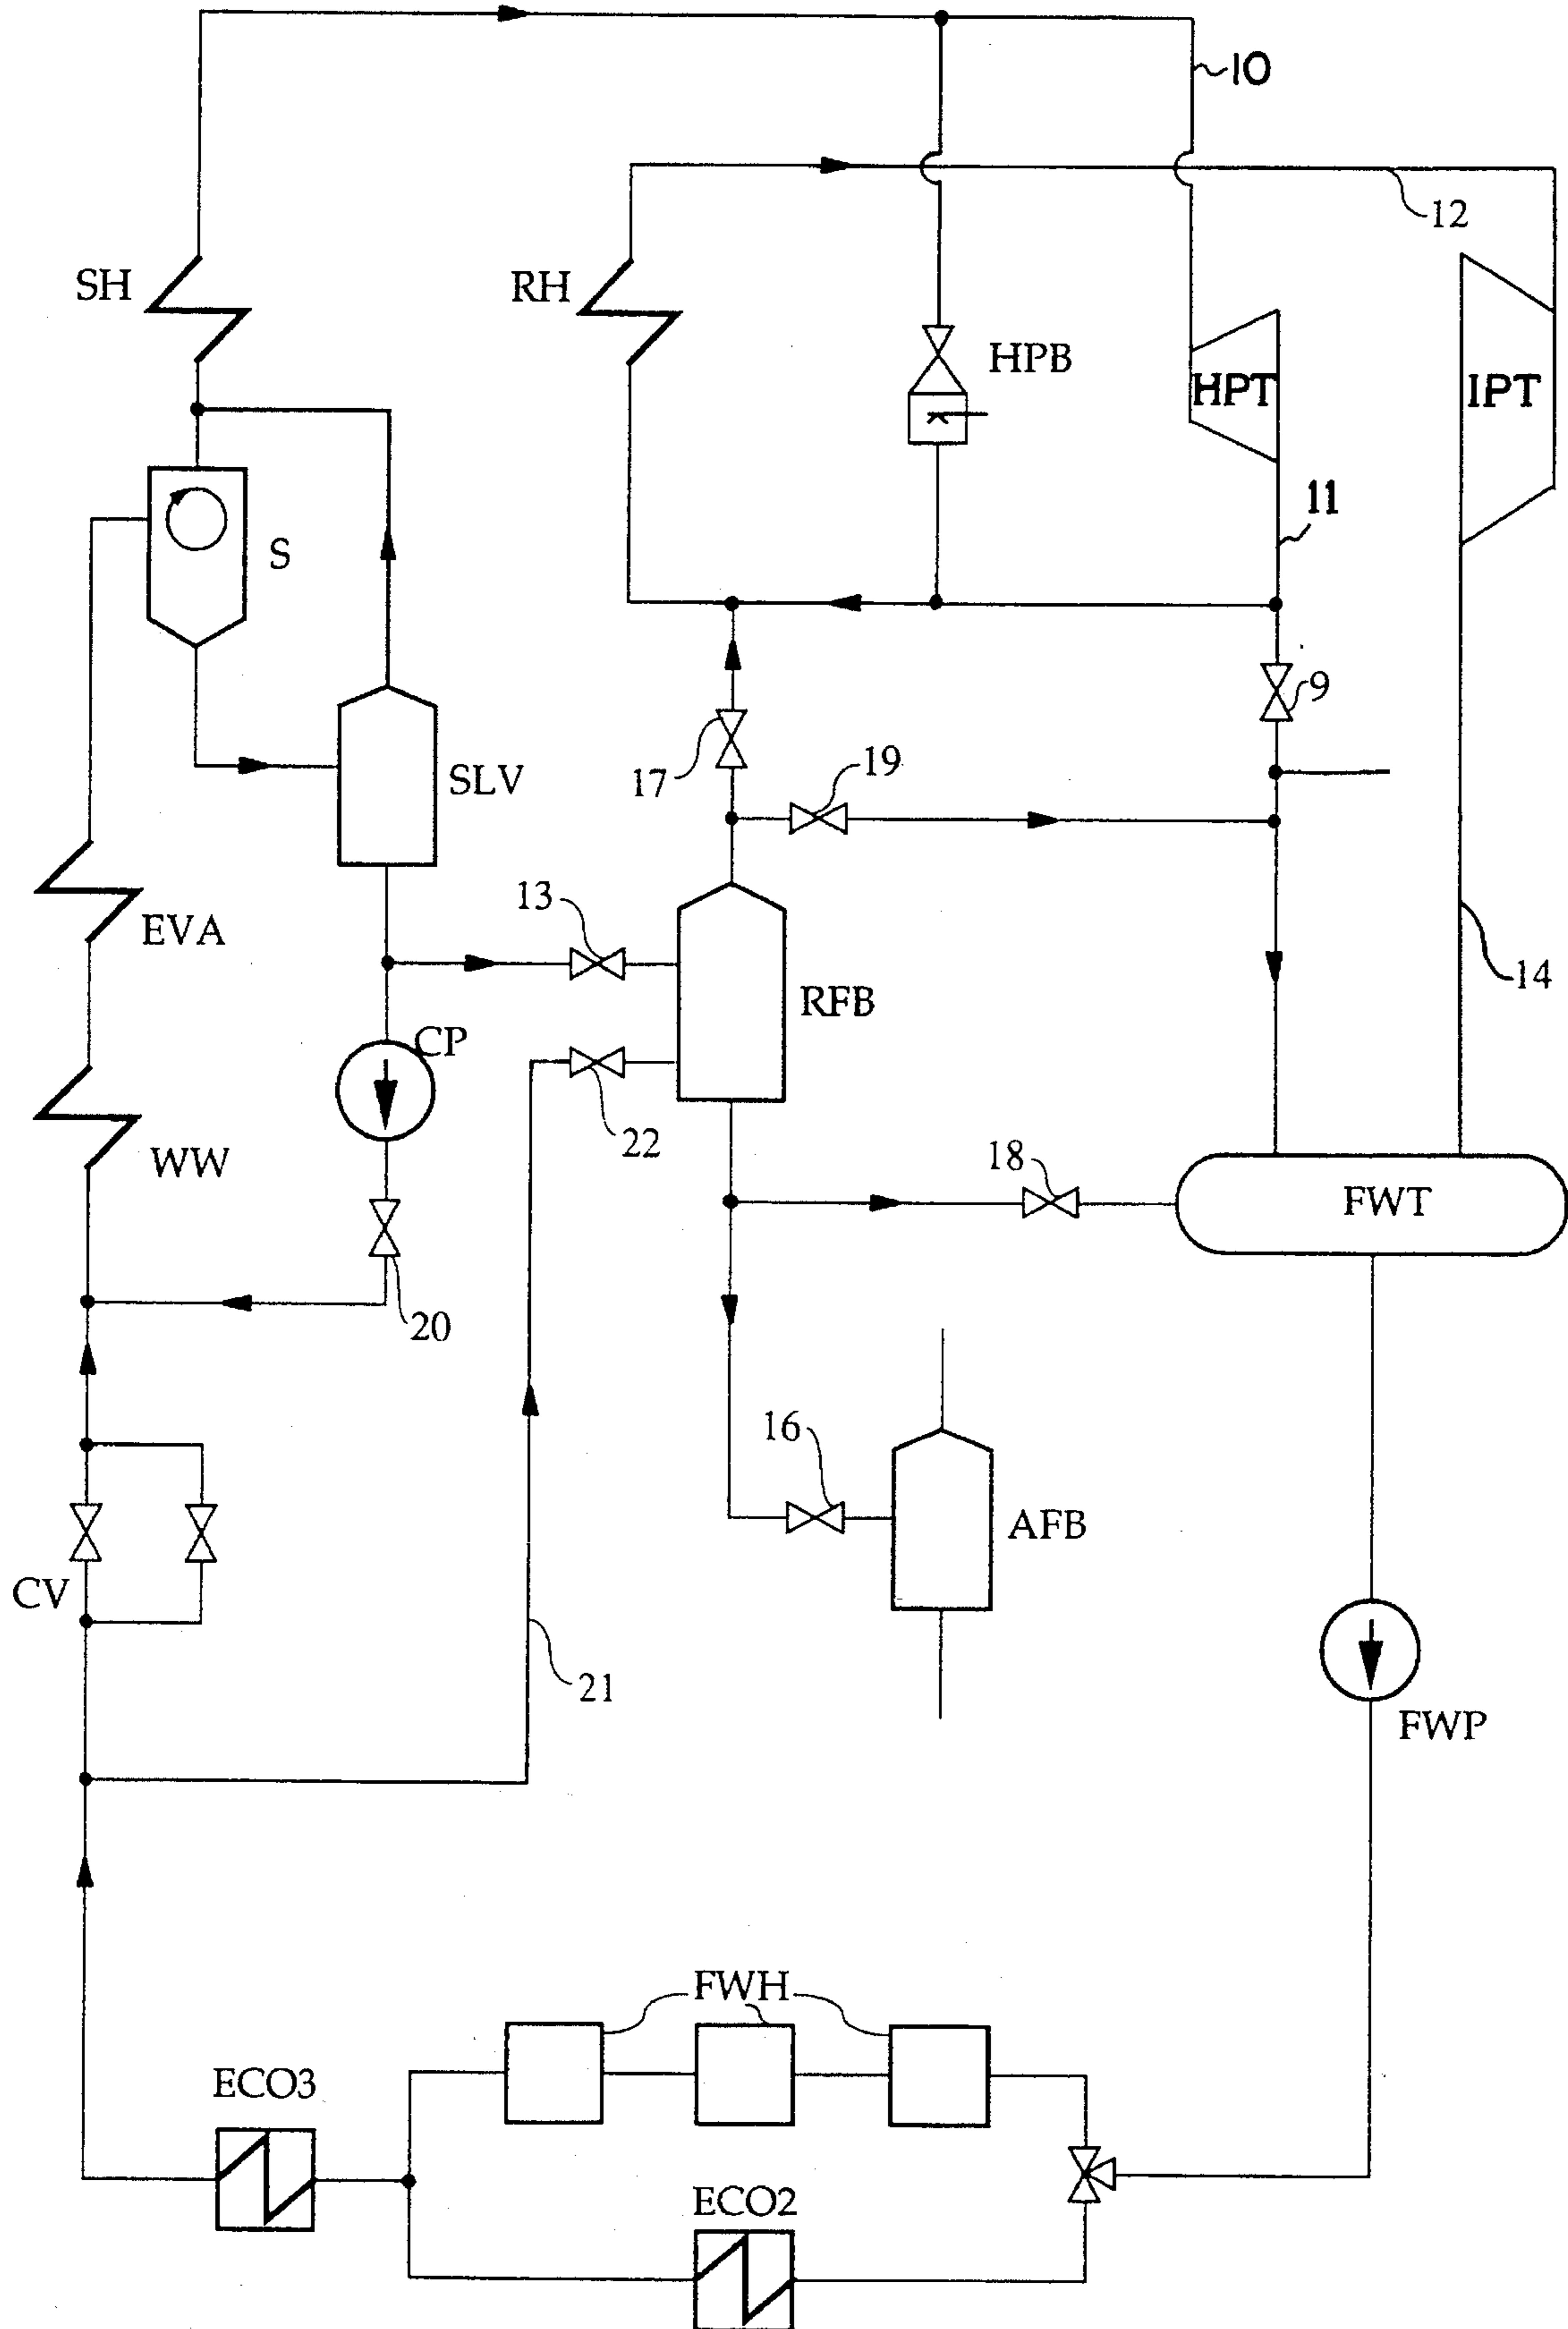 10
12
SH
RH
HPB
HPT
IPT
11
S
9
17
19
SLV
13
EVA
RFB
14
CP
22
WW
18
FWT
20
16
AFB
CV
21
FWP
FWH
ECO3
ECO2